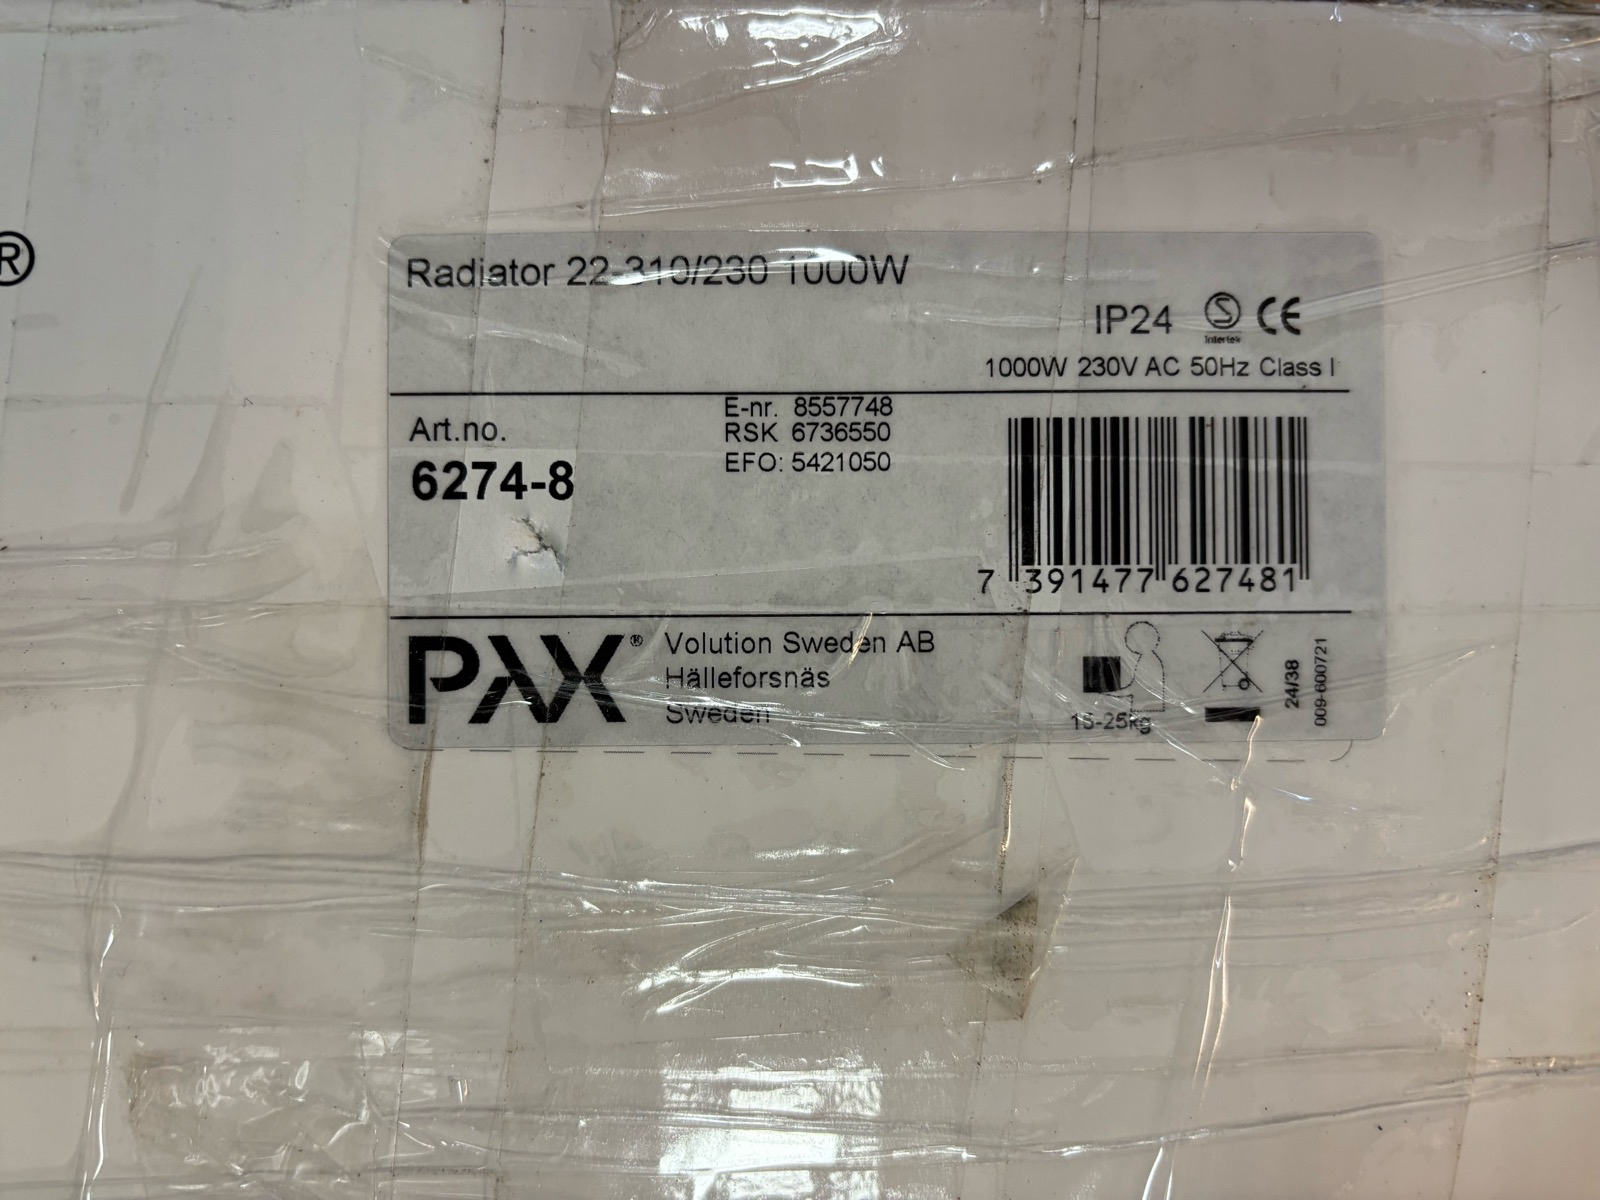 ®
Radiator 22-310/230 1000W
IP24
Intertek
CE
1000W 230V AC 50Hz Class I
Art.no.
6274-8
E-nr. 8557748
RSK 6736550
EFO: 5421050
7 391477 627481
PAX®
Volution Sweden AB
Hälleforsnäs
Sweden
15-25kg
24/38
009-600721